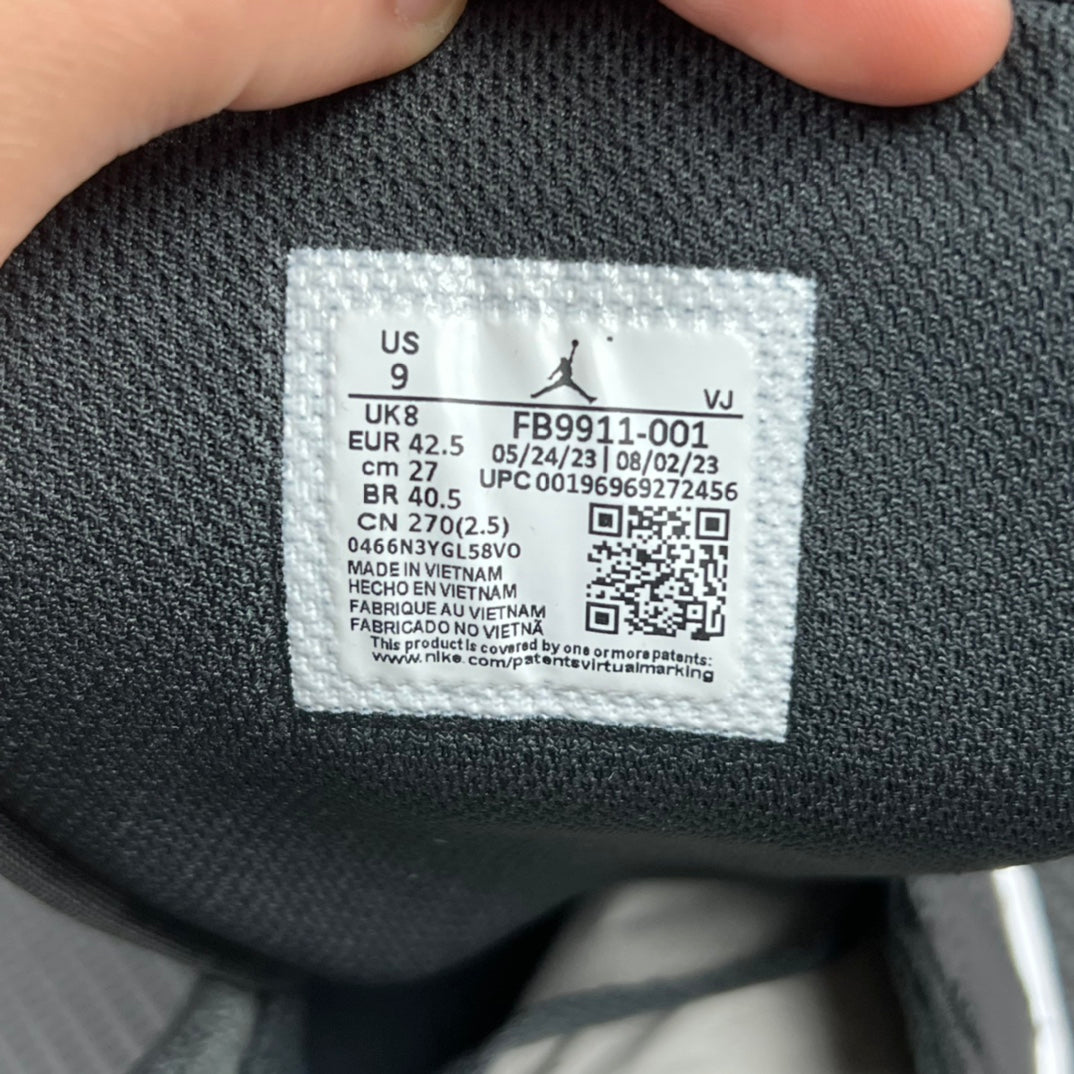 US
9
VJ
UK8
EUR 42.5
cm 27
BR 40.5
CN 270(2.5)
FB9911-001
05/24/23 | 08/02/23
UPC 00196969272456
0466N3YGL58VO
MADE IN VIETNAM
HECHO EN VIETNAM
FABRIQUE AU VIETNAM
FABRICADO NO VIETNÃ
This product is covered by one or more patents:
www.nike.com/patentsvirtualmarking